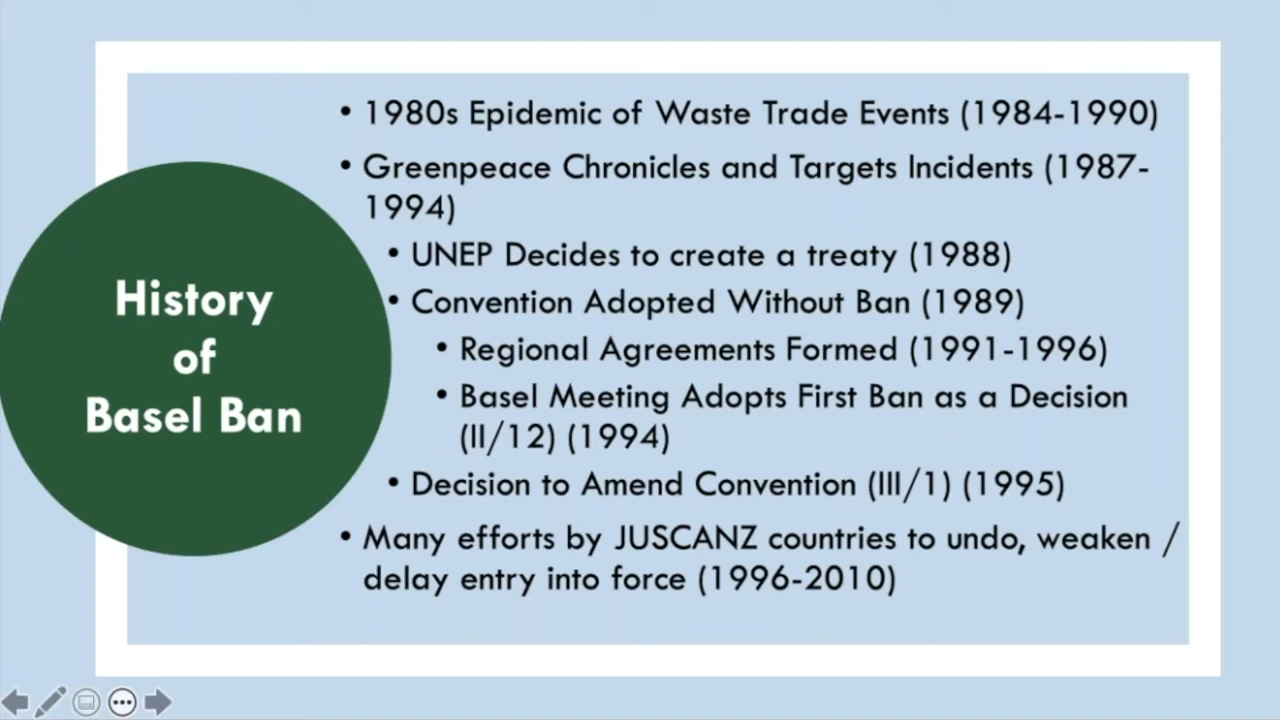 History
of
Basel Ban
• 1980s Epidemic of Waste Trade Events (1984-1990)
• Greenpeace Chronicles and Targets Incidents (1987-
1994)
• UNEP Decides to create a treaty (1988)
• Convention Adopted Without Ban (1989)
• Regional Agreements Formed (1991-1996)
• Basel Meeting Adopts First Ban as a Decision
(II/12) (1994)
• Decision to Amend Convention (III/1) (1995)
• Many efforts by JUSCANZ countries to undo, weaken /
delay entry into force (1996-2010)